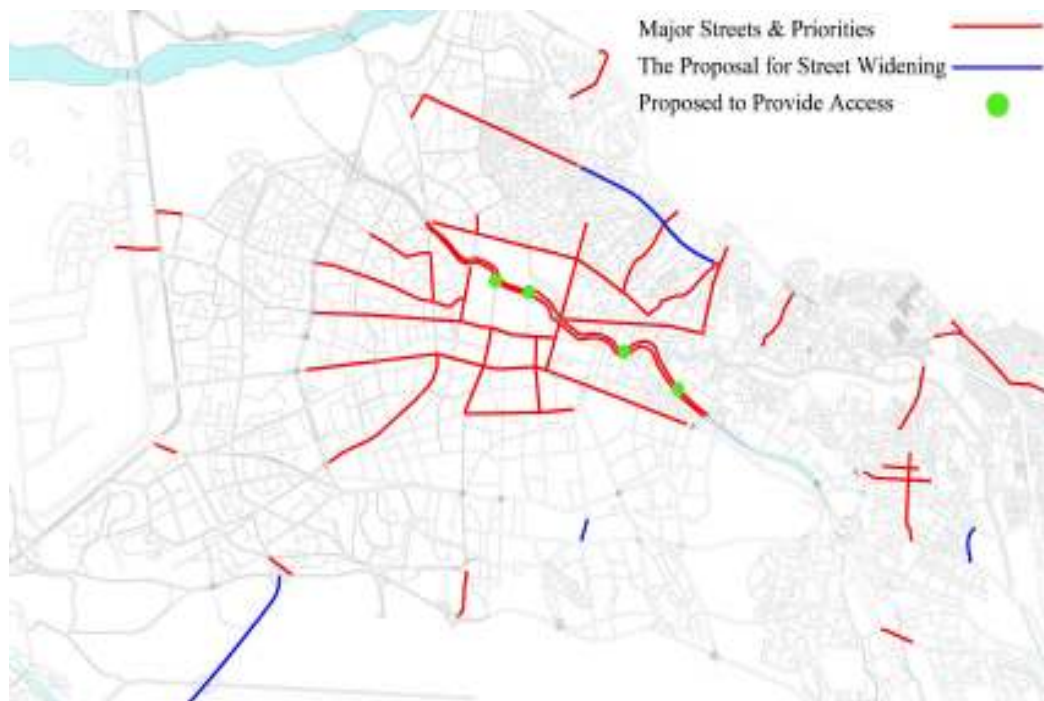 Major Streets & Priorities
The Proposal for Street Widening
Proposed to Provide Access